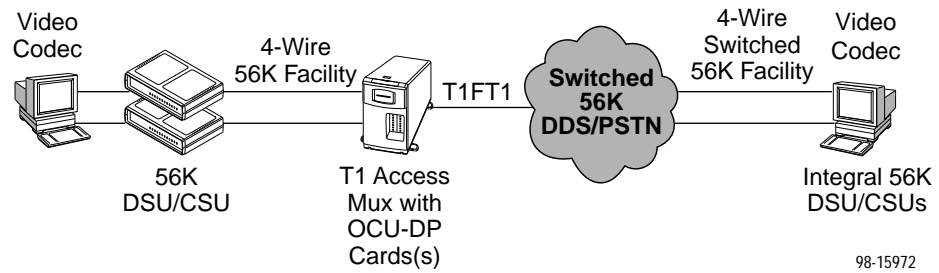 Video
Codec
4-Wire
56K Facility
T1FT1
Switched
56K
DDS/PSTN
4-Wire
Switched
56K Facility
Video
Codec
56K
DSU/CSU
T1 Access
Mux with
OCU-DP
Cards(s)
Integral 56K
DSU/CSUs
98-15972